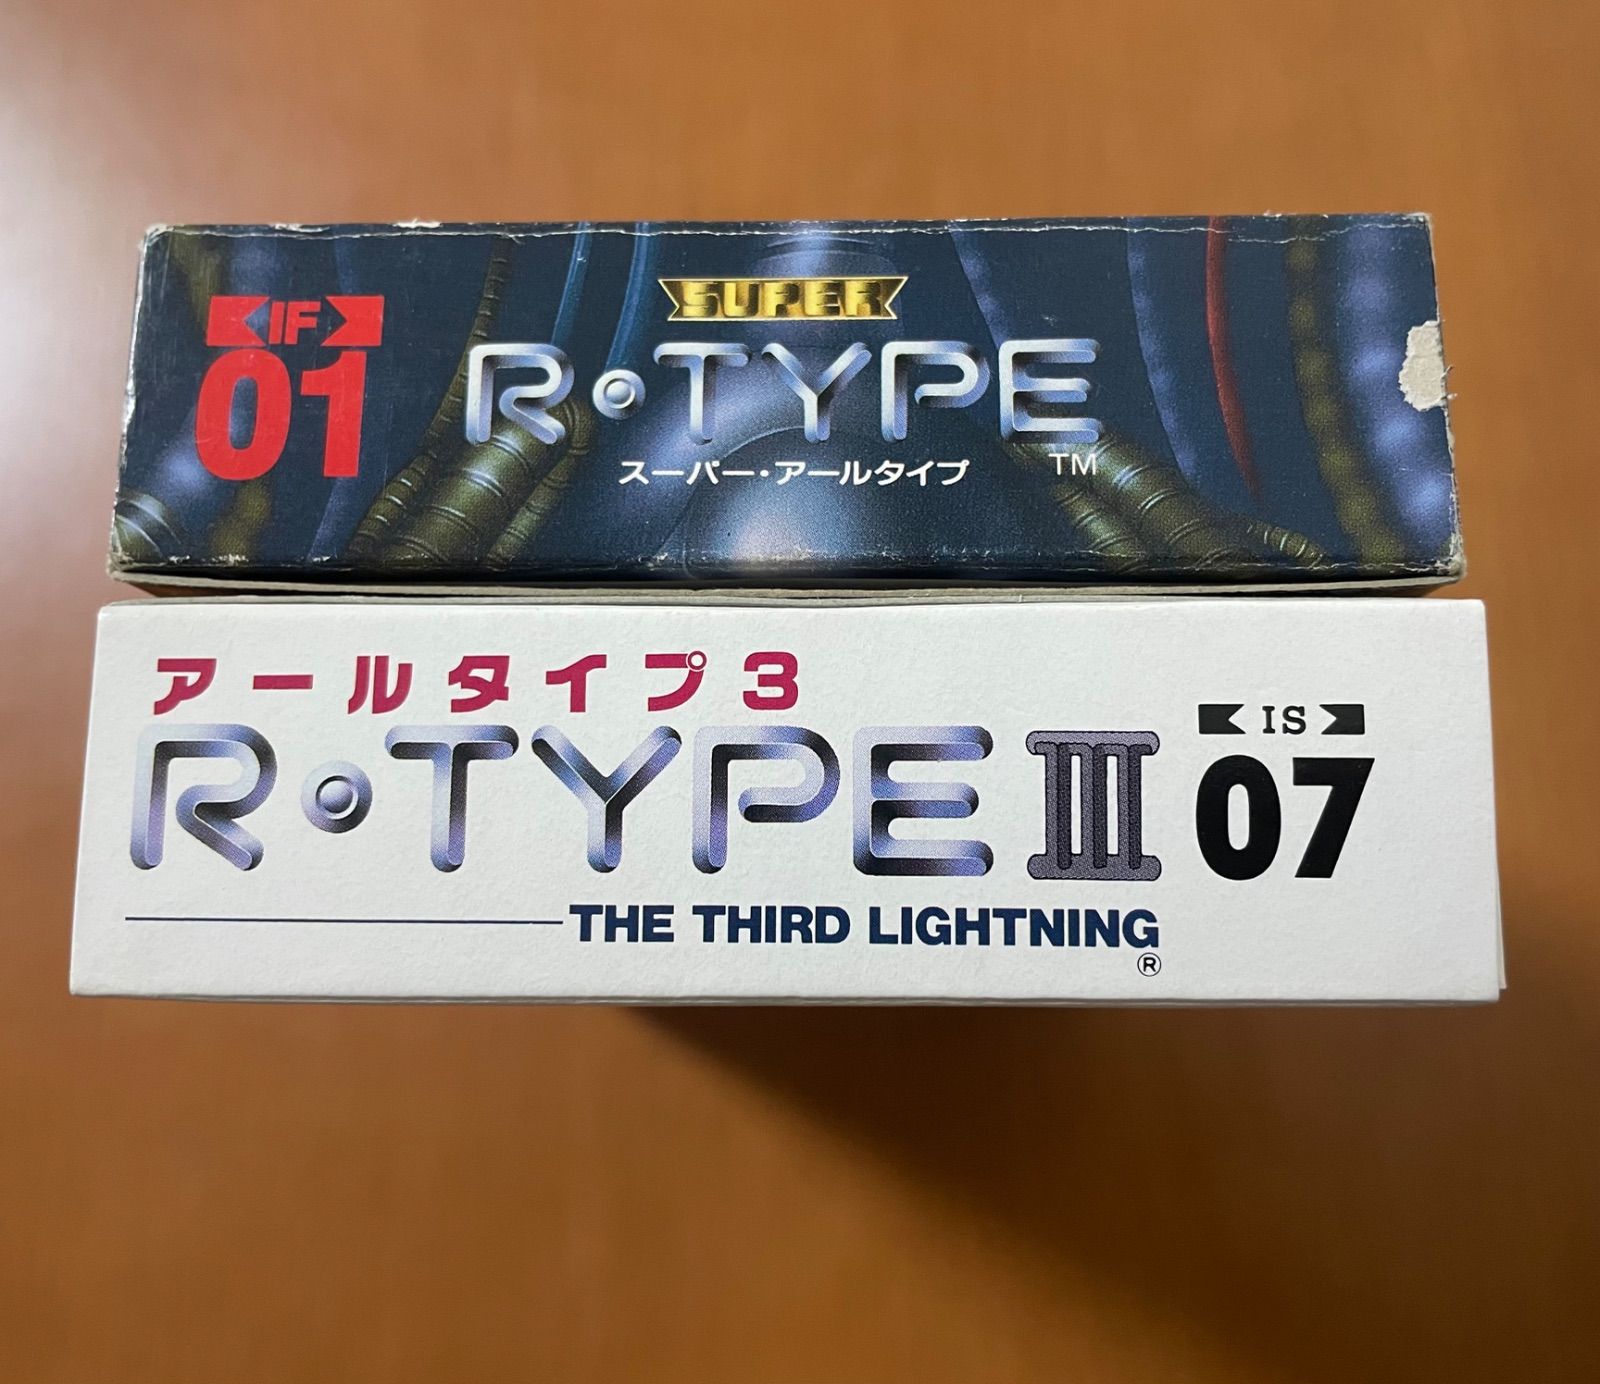 IF
01
SUPER
R・TYPE
TM
スーパー・アールタイプ
アールタイプ3
R・TYPE III
THE THIRD LIGHTNING
®
IS
07